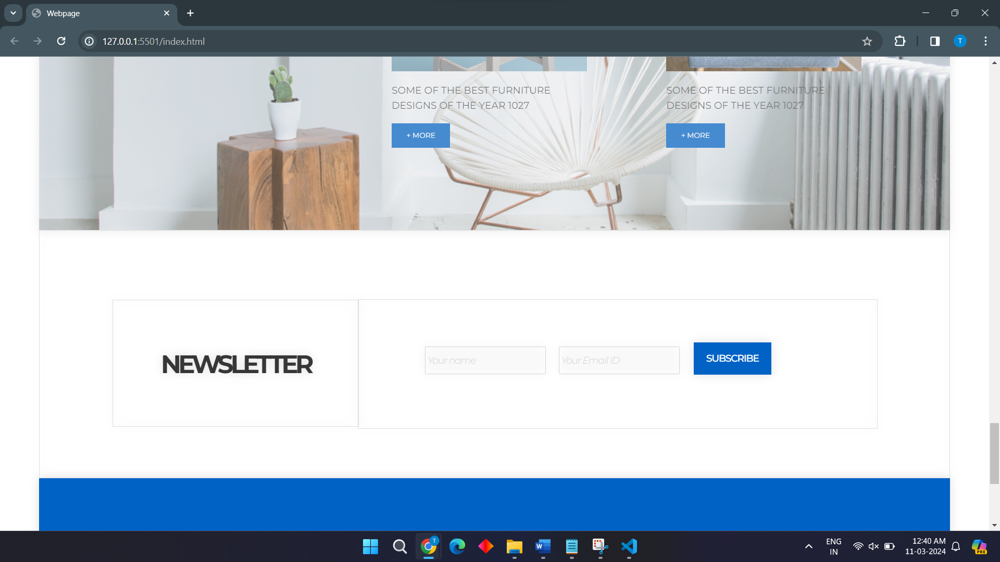 Webpage
127.0.0.1:5501/index.html
T
SOME OF THE BEST FURNITURE
DESIGNS OF THE YEAR 1027
+ MORE
SOME OF THE BEST FURNITURE
DESIGNS OF THE YEAR 1027
+ MORE
NEWSLETTER
Your name
Your Email ID
SUBSCRIBE
T
W
ENG
IN
12:40 AM
11-03-2024
PRE